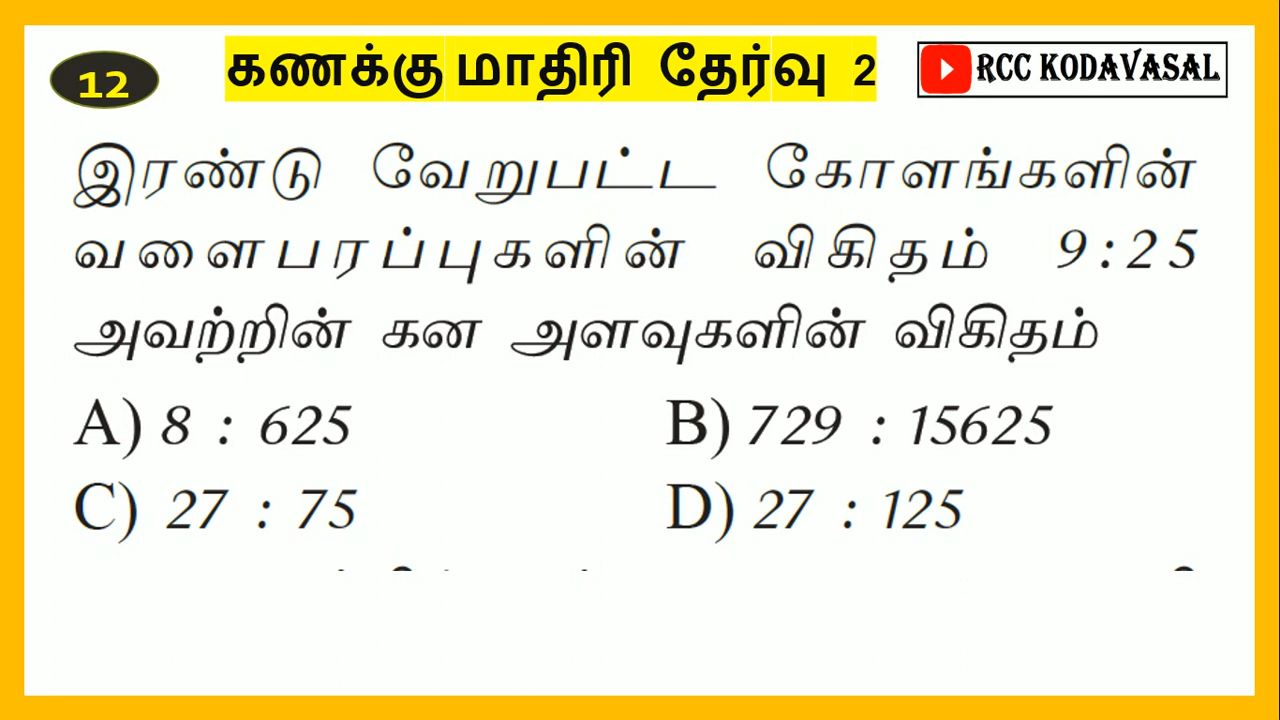 12
கணக்கு மாதிரி தேர்வு 2
RCC KODAVASAL
இரண்டு வேறுபட்ட கோளங்களின்
வளைபரப்புகளின் விகிதம் 9:25
அவற்றின் கன அளவுகளின் விகிதம்
A) 8 : 625 B) 729 : 15625
C) 27 : 75 D) 27 : 125